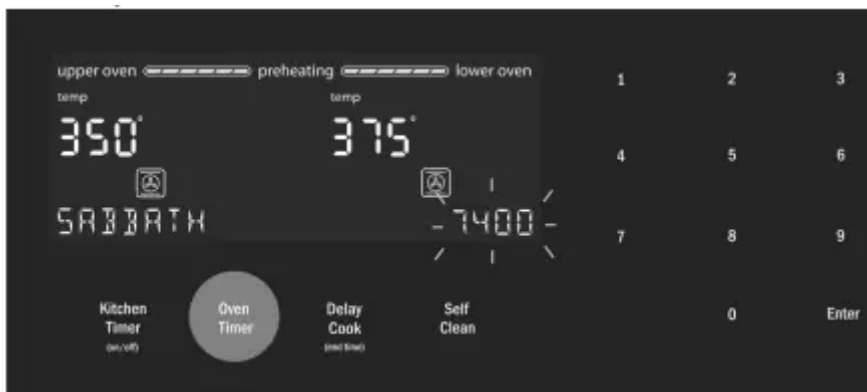 upper oven preheating lower oven
temp temp
350° 375°
SABBATH 7400
Kitchen Timer (on/off)
Oven Timer
Delay Cook (end time)
Self Clean
1 2 3
4 5 6
7 8 9
0 Enter